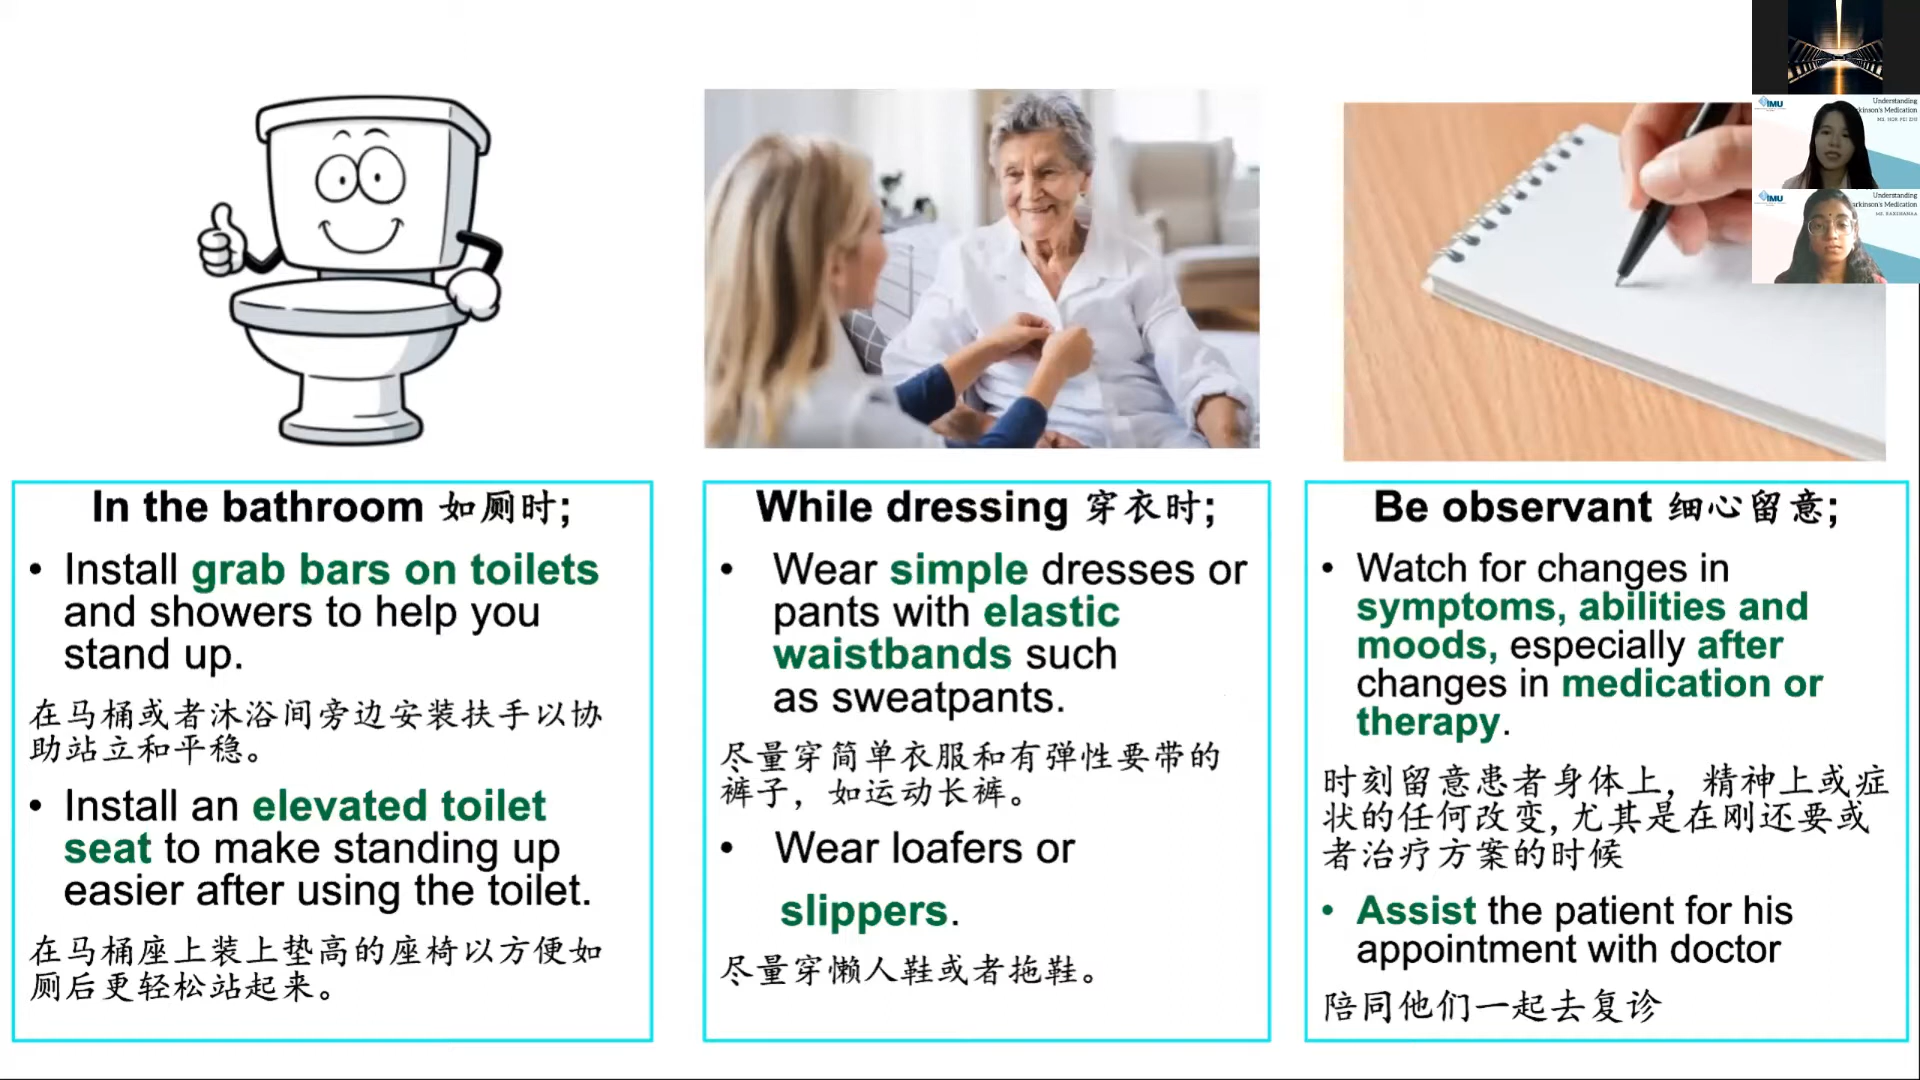 In the bathroom 如厕时;
• Install grab bars on toilets
and showers to help you
stand up.
在马桶或者沐浴间旁边安装扶手以协
助站立和平稳。
• Install an elevated toilet
seat to make standing up
easier after using the toilet.
在马桶座上装上垫高的座椅以方便如
厕后更轻松站起来。
While dressing 穿衣时;
• Wear simple dresses or
pants with elastic
waistbands such
as sweatpants.
尽量穿简单衣服和有弹性要带的
裤子，如运动长裤。
• Wear loafers or
slippers.
尽量穿懒人鞋或者拖鞋。
Be observant 细心留意;
• Watch for changes in
symptoms, abilities and
moods, especially after
changes in medication or
therapy.
时刻留意患者身体上，精神上或症
状的任何改变, 尤其是在刚还要或
者治疗方案的时候
• Assist the patient for his
appointment with doctor
陪同他们一起去复诊
IMU
Understanding
kinson's Medication
IMU
Understanding
arkinson's Medication